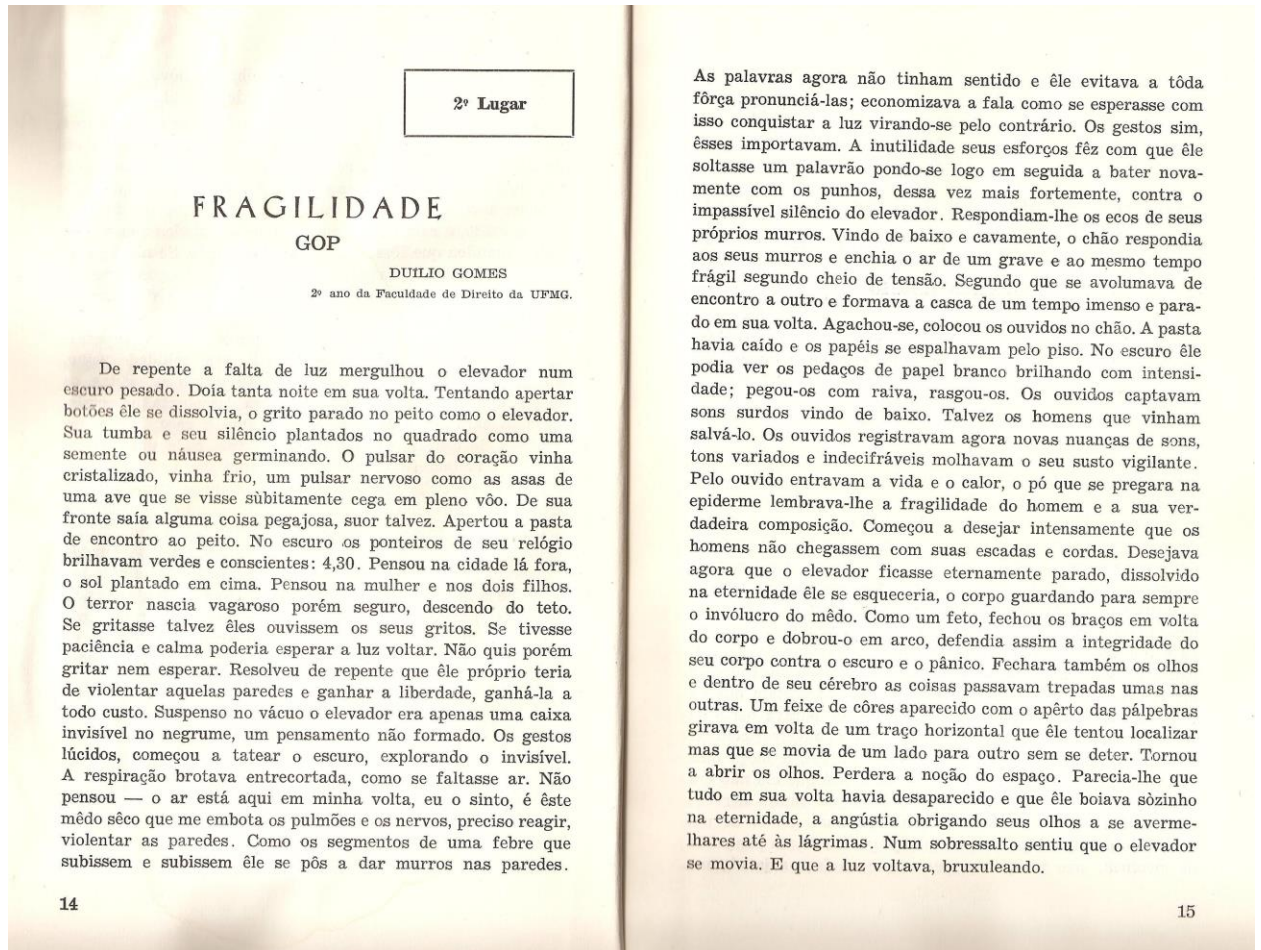 2º Lugar
FRAGILIDADE
GOP
DUÍLIO GOMES
2º ano da Faculdade de Direito da UFMG.
De repente a falta de luz mergulhou o elevador num
escuro pesado. Doía tanta noite em sua volta. Tentando apertar
botões êle se dissolvia, o grito parado no peito como o elevador.
Sua tumba e seu silêncio plantados no quadrado como uma
semente ou náusea germinando. O pulsar do coração vinha
cristalizado, vinha frio, um pulsar nervoso como as asas de
uma ave que se visse sùbitamente cega em pleno vôo. De sua
fronte saía alguma coisa pegajosa, suor talvez. Apertou a pasta
de encontro ao peito. No escuro os ponteiros de seu relógio
brilhavam verdes e conscientes: 4,30. Pensou na cidade lá fora,
o sol plantado em cima. Pensou na mulher e nos dois filhos.
O terror nascia vagaroso porém seguro, descendo do teto.
Se gritasse talvez êles ouvissem os seus gritos. Se tivesse
paciência e calma poderia esperar a luz voltar. Não quis porém
gritar nem esperar. Resolveu de repente que êle próprio teria
de violentar aquelas paredes e ganhar a liberdade, ganhá-la a
todo custo. Suspenso no vácuo o elevador era apenas uma caixa
invisível no negrume, um pensamento não formado. Os gestos
lúcidos, começou a tatear o escuro, explorando o invisível.
A respiração brotava entrecortada, como se faltasse ar. Não
pensou — o ar está aqui em minha volta, eu o sinto, é êste
mêdo sêco que me embota os pulmões e os nervos, preciso reagir,
violentar as paredes. Como os segmentos de uma febre que
subissem e subissem êle se pôs a dar murros nas paredes.
14
As palavras agora não tinham sentido e êle evitava a tôda
fôrça pronunciá-las; economizava a fala como se esperasse com
isso conquistar a luz virando-se pelo contrário. Os gestos sim,
êsses importavam. A inutilidade seus esforços fêz com que êle
soltasse um palavrão pondo-se logo em seguida a bater nova-
mente com os punhos, dessa vez mais fortemente, contra o
impassível silêncio do elevador. Respondiam-lhe os ecos de seus
próprios murros. Vindo de baixo e cavamente, o chão respondia
aos seus murros e enchia o ar de um grave e ao mesmo tempo
frágil segundo cheio de tensão. Segundo que se avolumava de
encontro a outro e formava a casca de um tempo imenso e para-
do em sua volta. Agachou-se, colocou os ouvidos no chão. A pasta
havia caído e os papéis se espalhavam pelo piso. No escuro êle
podia ver os pedaços de papel branco brilhando com intensi-
dade; pegou-os com raiva, rasgou-os. Os ouvidos captavam
sons surdos vindo de baixo. Talvez os homens que vinham
salvá-lo. Os ouvidos registravam agora novas nuanças de sons,
tons variados e indecifráveis molhavam o seu susto vigilante.
Pelo ouvido entravam a vida e o calor, o pó que se pregara na
epiderme lembrava-lhe a fragilidade do homem e a sua ver-
dadeira composição. Começou a desejar intensamente que os
homens não chegassem com suas escadas e cordas. Desejava
agora que o elevador ficasse eternamente parado, dissolvido
na eternidade êle se esqueceria, o corpo guardando para sempre
o invólucro do mêdo. Como um feto, fechou os braços em volta
do corpo e dobrou-o em arco, defendia assim a integridade do
seu corpo contra o escuro e o pânico. Fechara também os olhos
e dentro de seu cérebro as coisas passavam trepadas umas nas
outras. Um feixe de côres aparecido com o apêrto das pálpebras
girava em volta de um traço horizontal que êle tentou localizar
mas que se movia de um lado para outro sem se deter. Tornou
a abrir os olhos. Perdera a noção do espaço. Parecia-lhe que
tudo em sua volta havia desaparecido e que êle boiava sòzinho
na eternidade, a angústia obrigando seus olhos a se averme-
lhares até às lágrimas. Num sobressalto sentiu que o elevador
se movia. E que a luz voltava, bruxuleando.
15